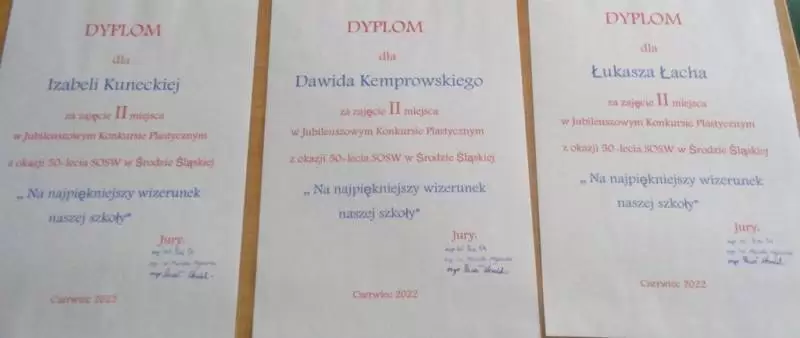 DYPLOM
dla
Izabeli Kuneckiej
za zajęcie II miejsca
w Jubileuszowym Konkursie Plastycznym
z okazji 50-lecia SOSW w Środzie Śląskiej
„ Na najpiękniejszy wizerunek
naszej szkoły"
Jury.
Czerwiec 2022
DYPLOM
dla
Dawida Kemprowskiego
za zajęcie II miejsca
w Jubileuszowym Konkursie Plastycznym
z okazji 50-lecia SOSW w Środzie Śląskiej
„ Na najpiękniejszy wizerunek
naszej szkoły"
Jury.
Czerwiec 2022
DYPLOM
dla
Łukasza Łacha
za zajęcie II miejsca
w Jubileuszowym Konkursie Plastycznym
z okazji 50-lecia SOSW w Środzie Śląskiej
„ Na najpiękniejszy wizerunek
naszej szkoły"
Jury.
Czerwiec 2022